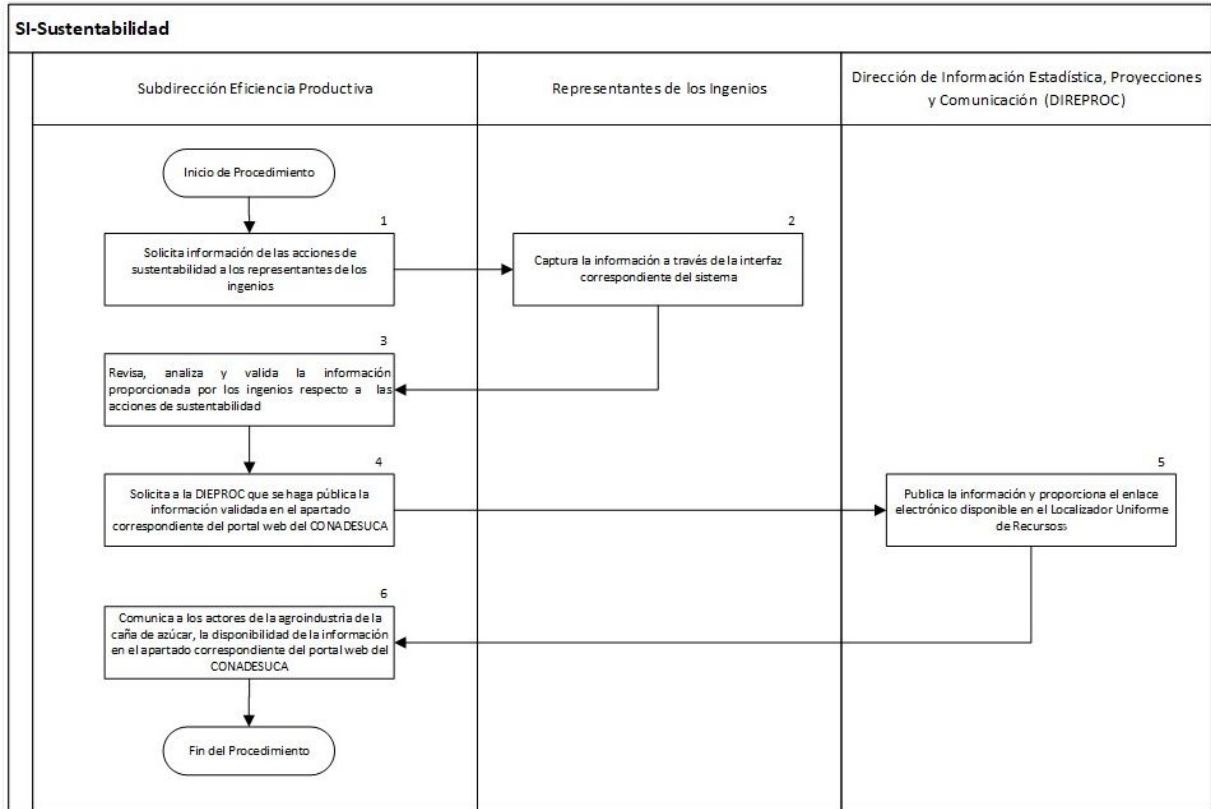 SI-Sustentabilidad
Subdirección Eficiencia Productiva
Representantes de los Ingenios
Dirección de Información Estadística, Proyecciones
y Comunicación (DIREPROC)
Inicio de Procedimiento
1
Solicita información de las acciones de
sustentabilidad a los representantes de los
ingenios
2
Captura la información a través de la interfaz
correspondiente del sistema
3
Revisa, analiza y valida la información
proporcionada por los ingenios respecto a las
acciones de sustentabilidad
4
Solicita a la DIEPROC que se haga pública la
información validada en el apartado
correspondiente del portal web del CONADESUCA
5
Publica la información y proporciona el enlace
electrónico disponible en el Localizador Uniforme
de Recursos
6
Comunica a los actores de la agroindustria de la
caña de azúcar, la disponibilidad de la información
en el apartado correspondiente del portal web del
CONADESUCA
Fin del Procedimiento